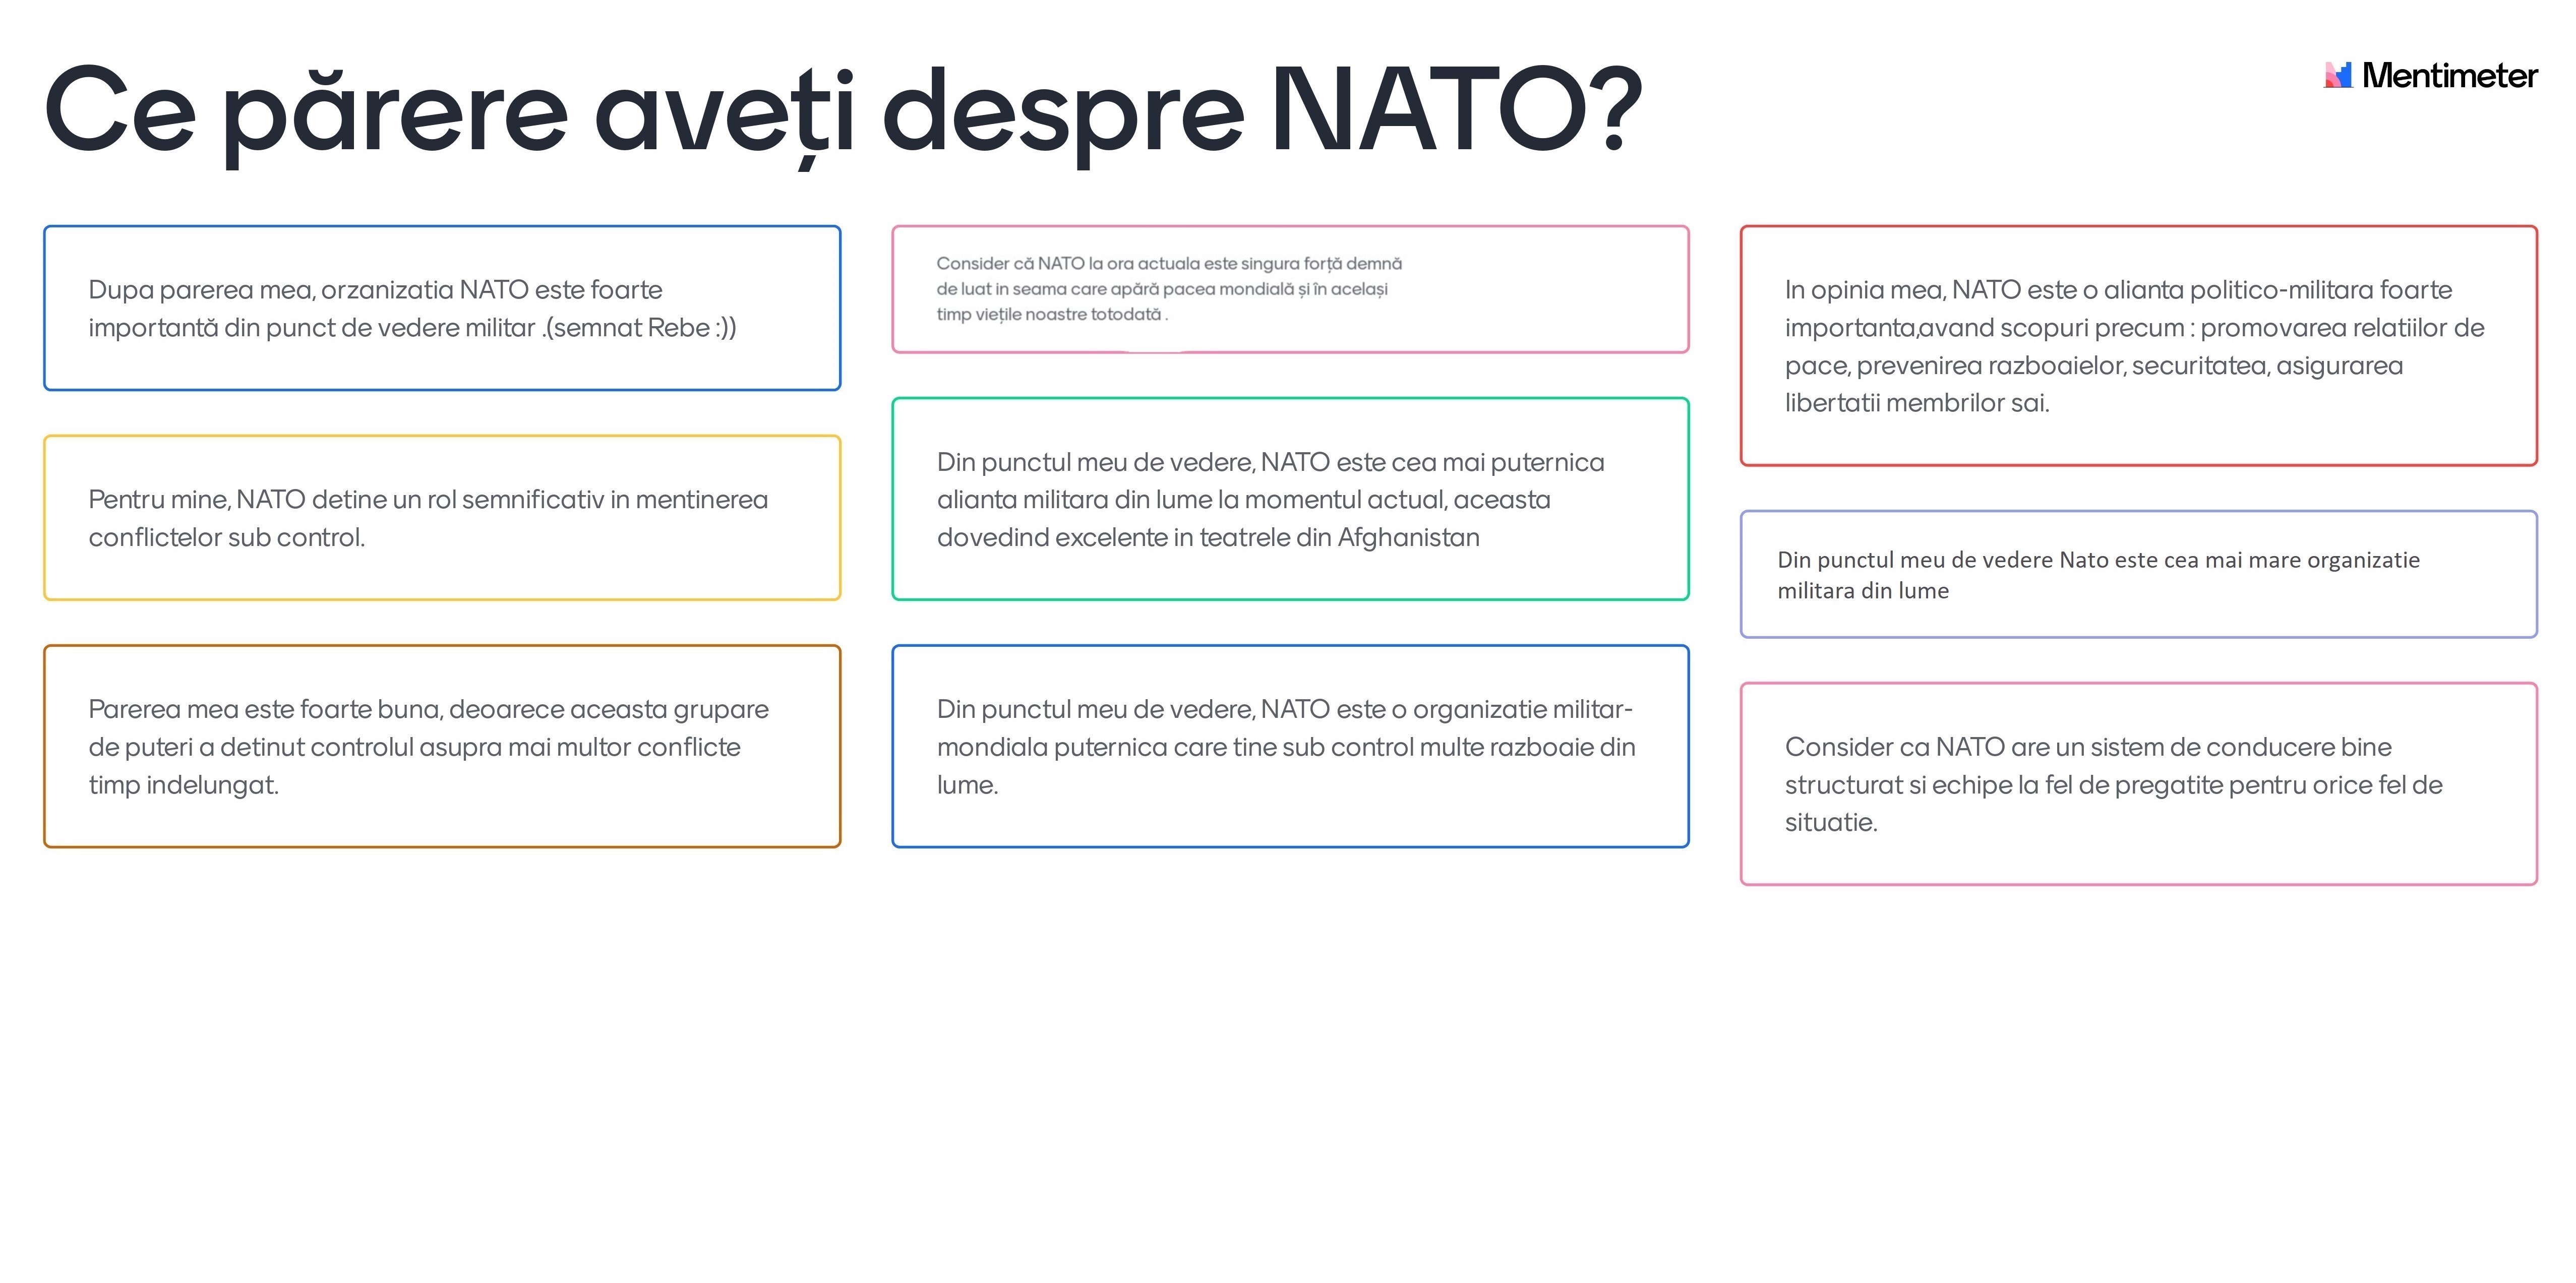 Ce părere aveți despre NATO?
Mentimeter
Dupa parerea mea, orzanizatia NATO este foarte
importantă din punct de vedere militar .(semnat Rebe :))
Pentru mine, NATO detine un rol semnificativ in mentinerea
conflictelor sub control.
Parerea mea este foarte buna, deoarece aceasta grupare
de puteri a detinut controlul asupra mai multor conflicte
timp indelungat.
Consider că NATO la ora actuala este singura forță demnă
de luat in seama care apără pacea mondială și în același
timp viețile noastre totodată .
Din punctul meu de vedere, NATO este cea mai puternica
alianta militara din lume la momentul actual, aceasta
dovedind excelente in teatrele din Afghanistan
Din punctul meu de vedere, NATO este o organizatie militar-
mondiala puternica care tine sub control multe razboaie din
lume.
In opinia mea, NATO este o alianta politico-militara foarte
importanta,avand scopuri precum : promovarea relatiilor de
pace, prevenirea razboaielor, securitatea, asigurarea
libertatii membrilor sai.
Din punctul meu de vedere Nato este cea mai mare organizatie
militara din lume
Consider ca NATO are un sistem de conducere bine
structurat si echipe la fel de pregatite pentru orice fel de
situatie.